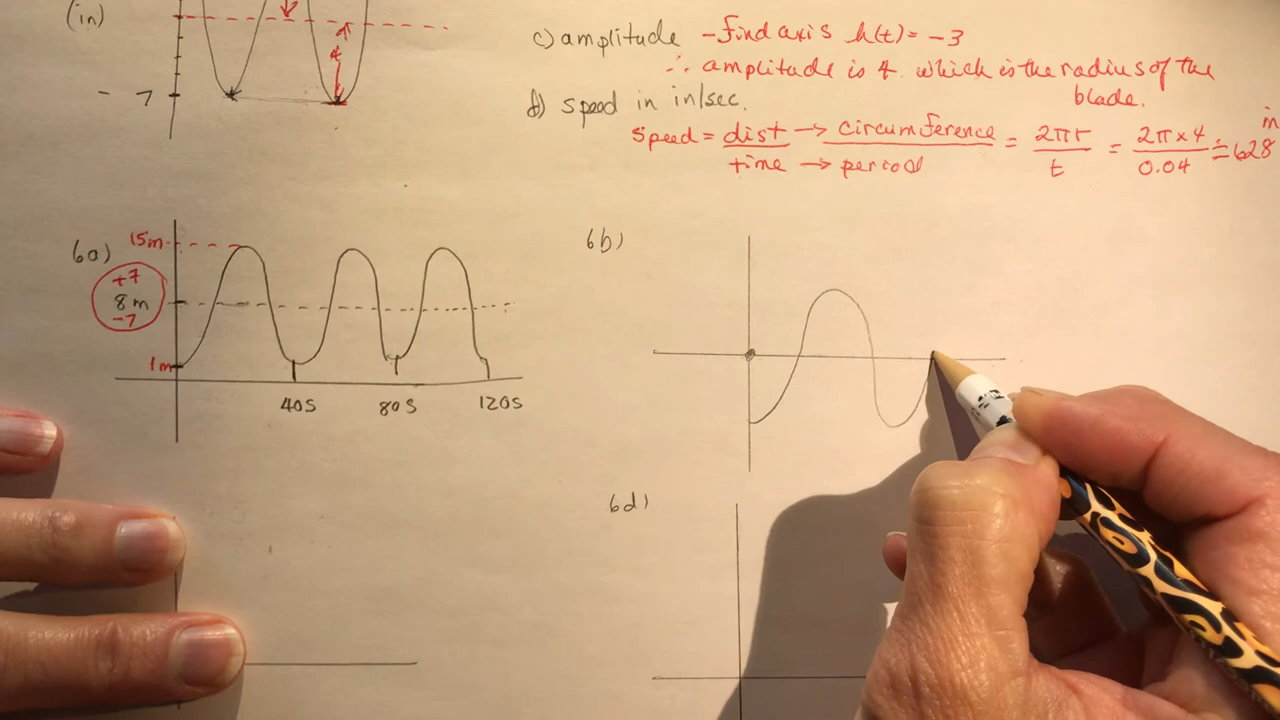 (in)
- 7
c) amplitude - find axis h(t) = -3
∴ amplitude is 4. which is the radius of the
blade.
d) speed in in/sec.
speed = dist → circumference = 2πr = 2π x 4 ≐ 628 in
time → period t 0.04
4
6a)
15m
+7
8m
-7
1m
40s 80s 120s
6b)
6d)